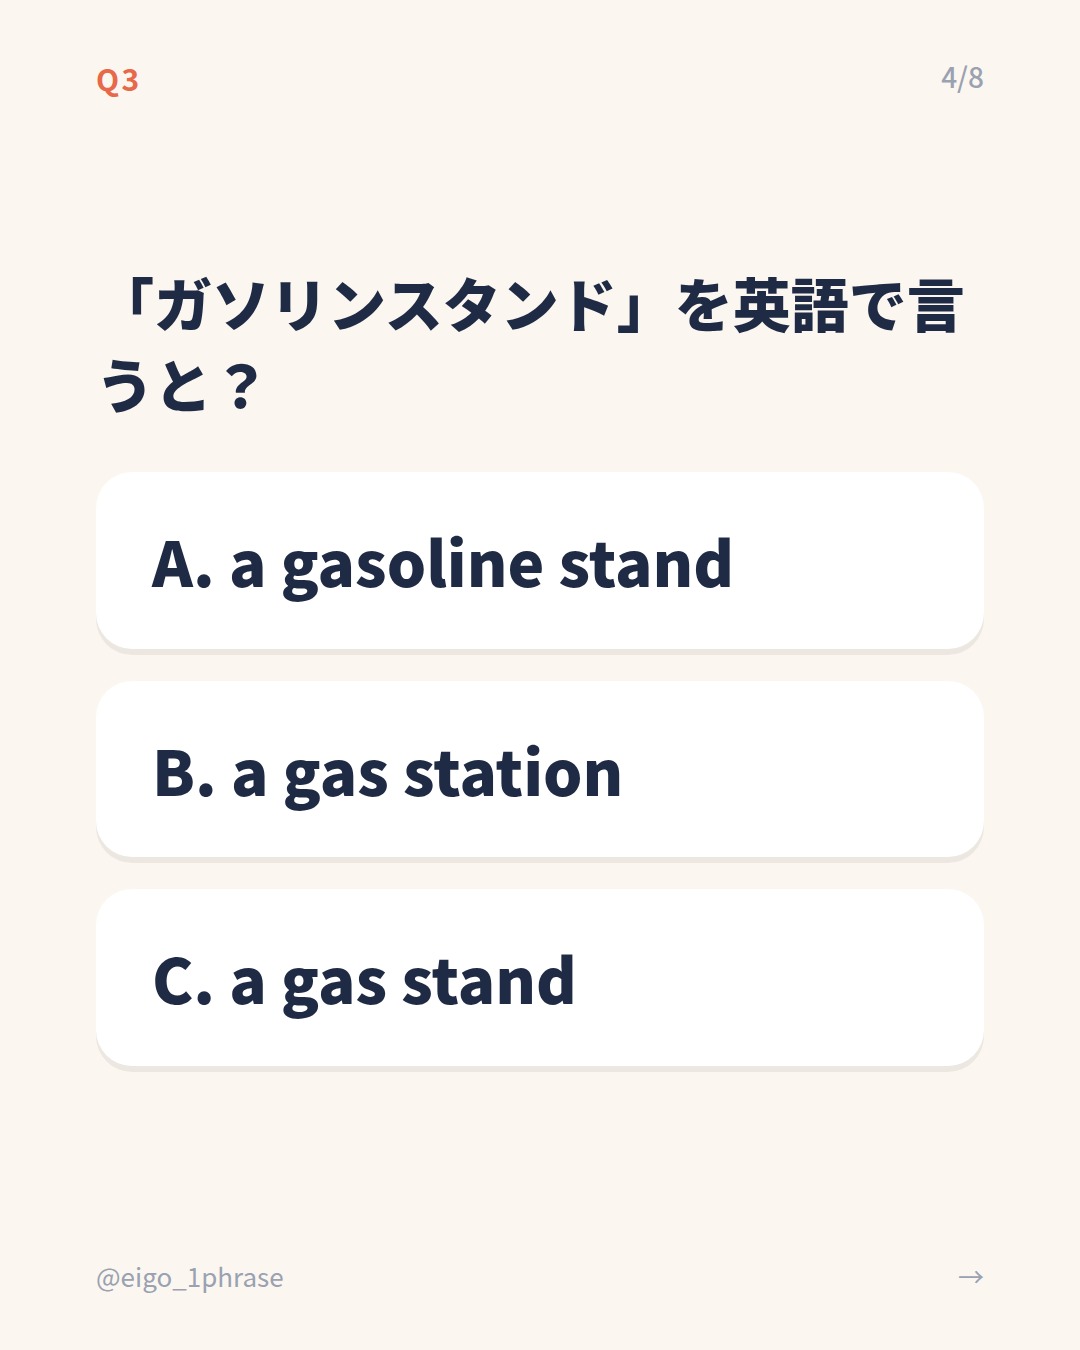 Q3
4/8
「ガソリンスタンド」を英語で言
うと？
A. a gasoline stand
B. a gas station
C. a gas stand
@eigo_1phrase
→